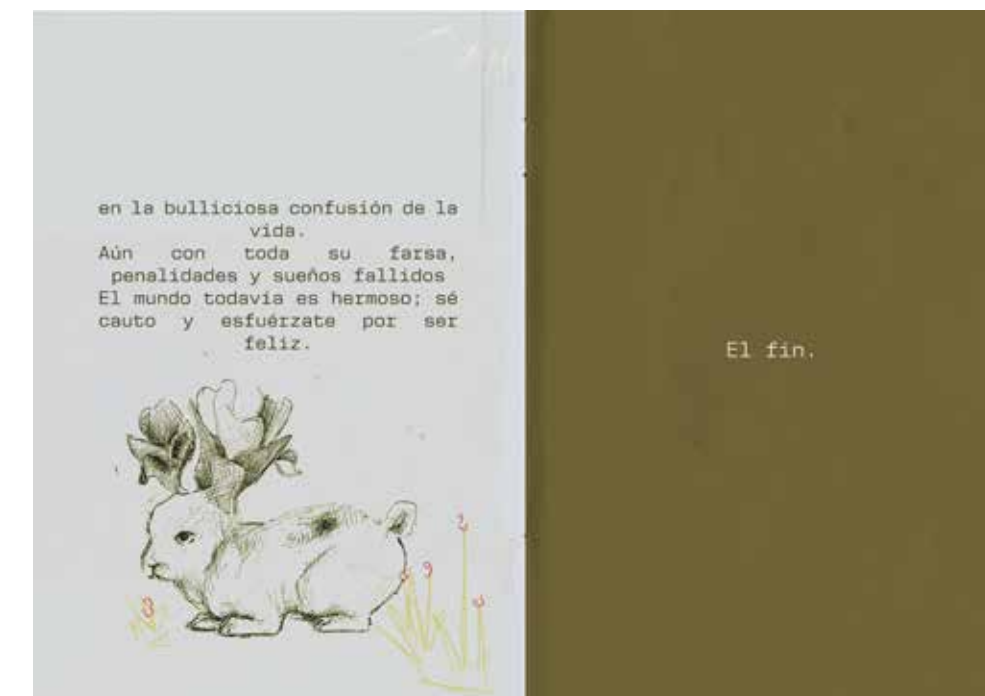 en la bulliciosa confusión de la
vida.
Aún con toda su farsa,
penalidades y sueños fallidos
El mundo todavía es hermoso; sé
cauto y esfuérzate por ser
feliz.
El fin.